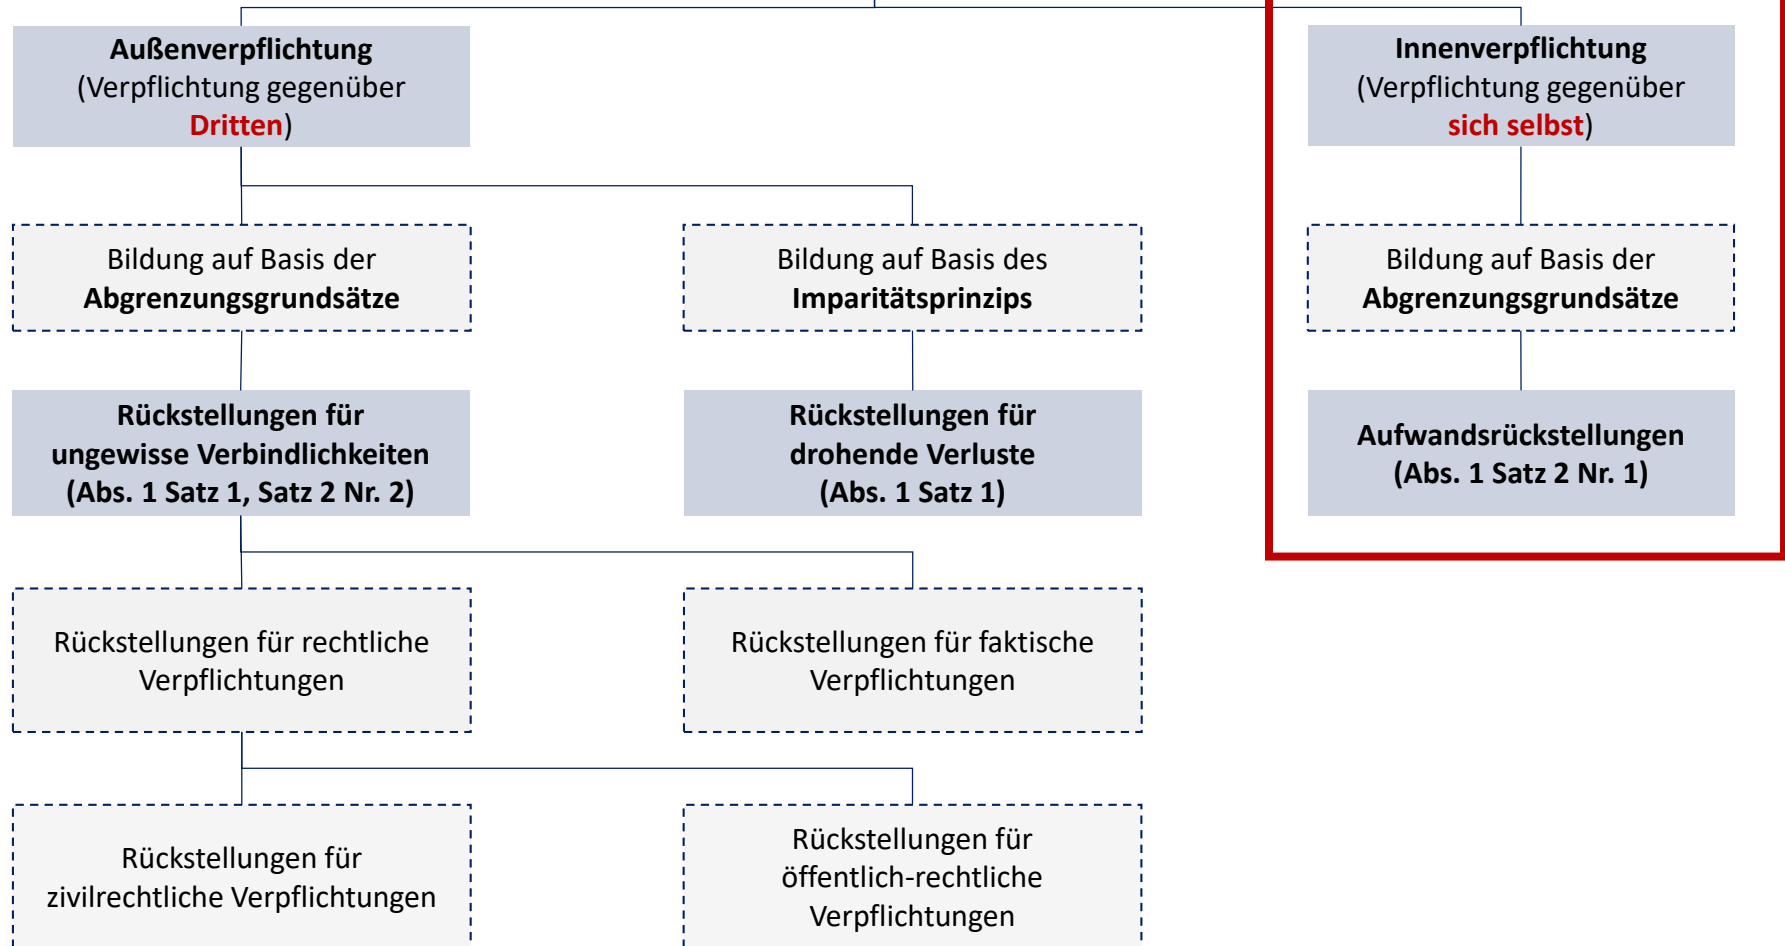 Außenverpflichtung
(Verpflichtung gegenüber
Dritten)
Innenverpflichtung
(Verpflichtung gegenüber
sich selbst)
Bildung auf Basis der
Abgrenzungsgrundsätze
Bildung auf Basis des
Imparitätsprinzips
Bildung auf Basis der
Abgrenzungsgrundsätze
Rückstellungen für
ungewisse Verbindlichkeiten
(Abs. 1 Satz 1, Satz 2 Nr. 2)
Rückstellungen für
drohende Verluste
(Abs. 1 Satz 1)
Aufwandsrückstellungen
(Abs. 1 Satz 2 Nr. 1)
Rückstellungen für rechtliche
Verpflichtungen
Rückstellungen für faktische
Verpflichtungen
Rückstellungen für
zivilrechtliche Verpflichtungen
Rückstellungen für
öffentlich-rechtliche
Verpflichtungen